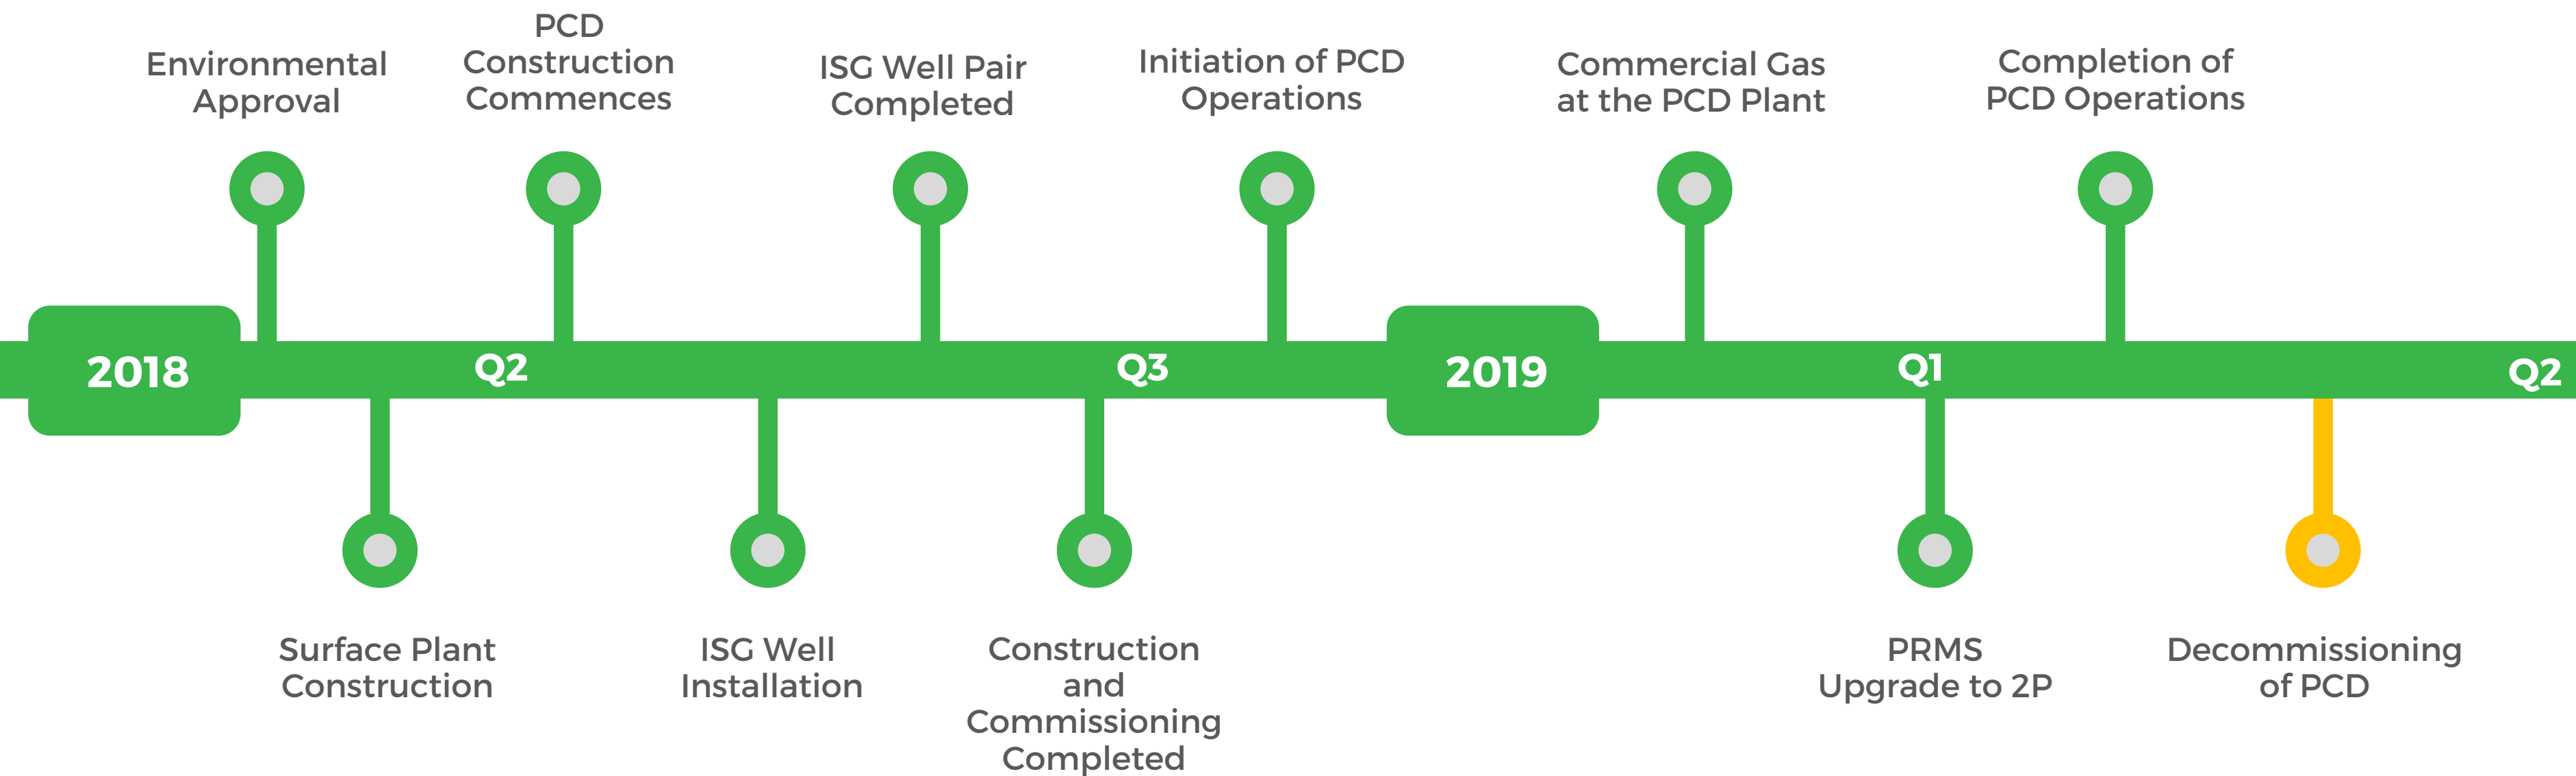 Environmental
Approval
PCD
Construction
Commences
ISG Well Pair
Completed
Initiation of PCD
Operations
Commercial Gas
at the PCD Plant
Completion of
PCD Operations
2018
Q2
Q3
2019
Q1
Q2
Surface Plant
Construction
ISG Well
Installation
Construction
and
Commissioning
Completed
PRMS
Upgrade to 2P
Decommissioning
of PCD